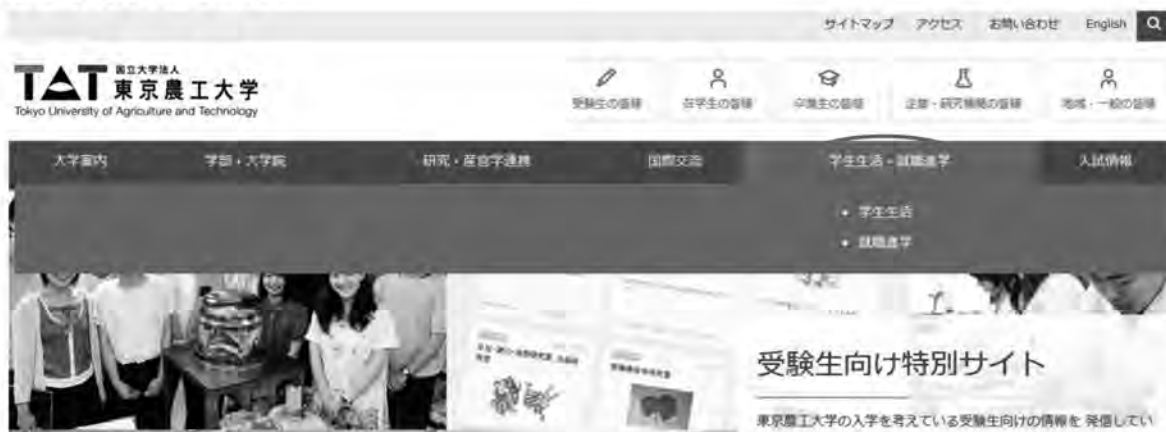 サイトマップ アクセス お問い合わせ English
TAT 国立大学法人
東京農工大学
Tokyo University of Agriculture and Technology
受験生の皆様 在学生の皆様 卒業生の皆様 企業・研究機関の皆様 地域・一般の皆様
大学案内 学部・大学院 研究・産官学連携 国際交流 学生生活・就職進学 入試情報
• 学生生活
• 就職進学
受験生向け特別サイト
東京農工大学の入学を考えている受験生向けの情報を 発信してい